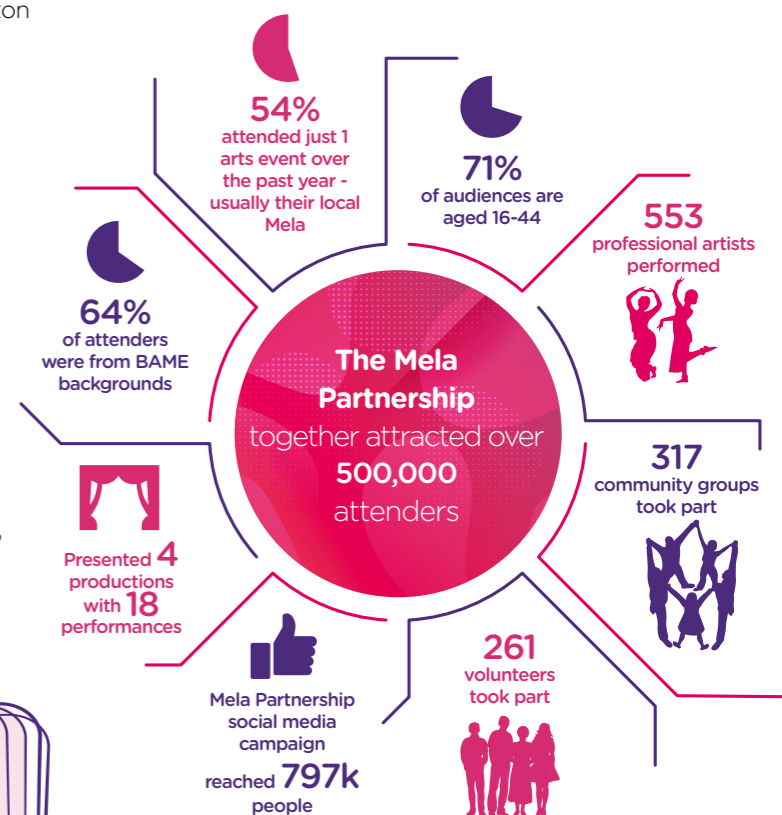 54%
attended just 1
arts event over
the past year -
usually their local
Mela
71%
of audiences are
aged 16-44
553
professional artists
performed
64%
of attenders
were from BAME
backgrounds
The Mela
Partnership
together attracted over
500,000
attenders
317
community groups
took part
Presented 4
productions
with 18
performances
261
volunteers
took part
Mela Partnership
social media
campaign
reached 797k
people